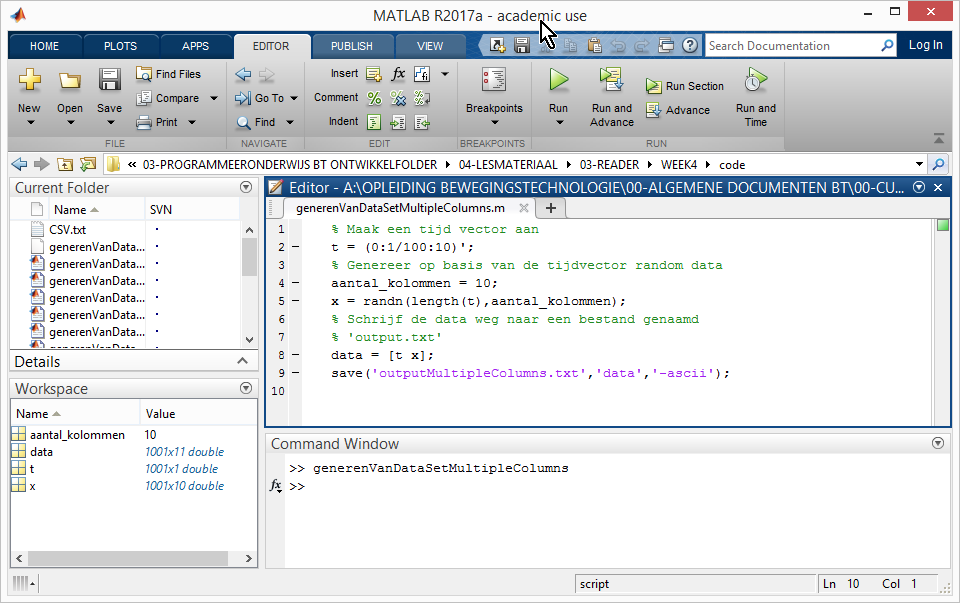 MATLAB R2017a - academic use
HOME PLOTS APPS EDITOR PUBLISH VIEW Search Documentation Log In
New Open Save
Find Files
Compare
Print
FILE
Go To
Find
NAVIGATE
Insert fx
Comment
Indent
EDIT
Breakpoints
BREAKPOINTS
Run
Run and Advance
Run Section
Advance
Run and Time
RUN
« 03-PROGRAMMEERONDERWIJS BT ONTWIKKELFOLDER 04-LESMATERIAAL 03-READER WEEK4 code
Current Folder
Name SVN
CSV.txt
generenVanData...
generenVanData...
generenVanData...
generenVanData...
generenVanData...
generenVanData...
generenVanData...
Details
Workspace
Name Value
aantal_kolommen 10
data 1001x11 double
t 1001x1 double
x 1001x10 double
Editor - A:\OPLEIDING BEWEGINGSTECHNOLOGIE\00-ALGEMENE DOCUMENTEN BT\00-CU...
generenVanDataSetMultipleColumns.m
1 % Maak een tijd vector aan
2 – t = (0:1/100:10)';
3 % Genereer op basis van de tijdvector random data
4 – aantal_kolommen = 10;
5 – x = randn(length(t),aantal_kolommen);
6 % Schrijf de data weg naar een bestand genaamd
7 % 'output.txt'
8 – data = [t x];
9 – save('outputMultipleColumns.txt','data','-ascii');
10
Command Window
>> generenVanDataSetMultipleColumns
fx >>
script Ln 10 Col 1